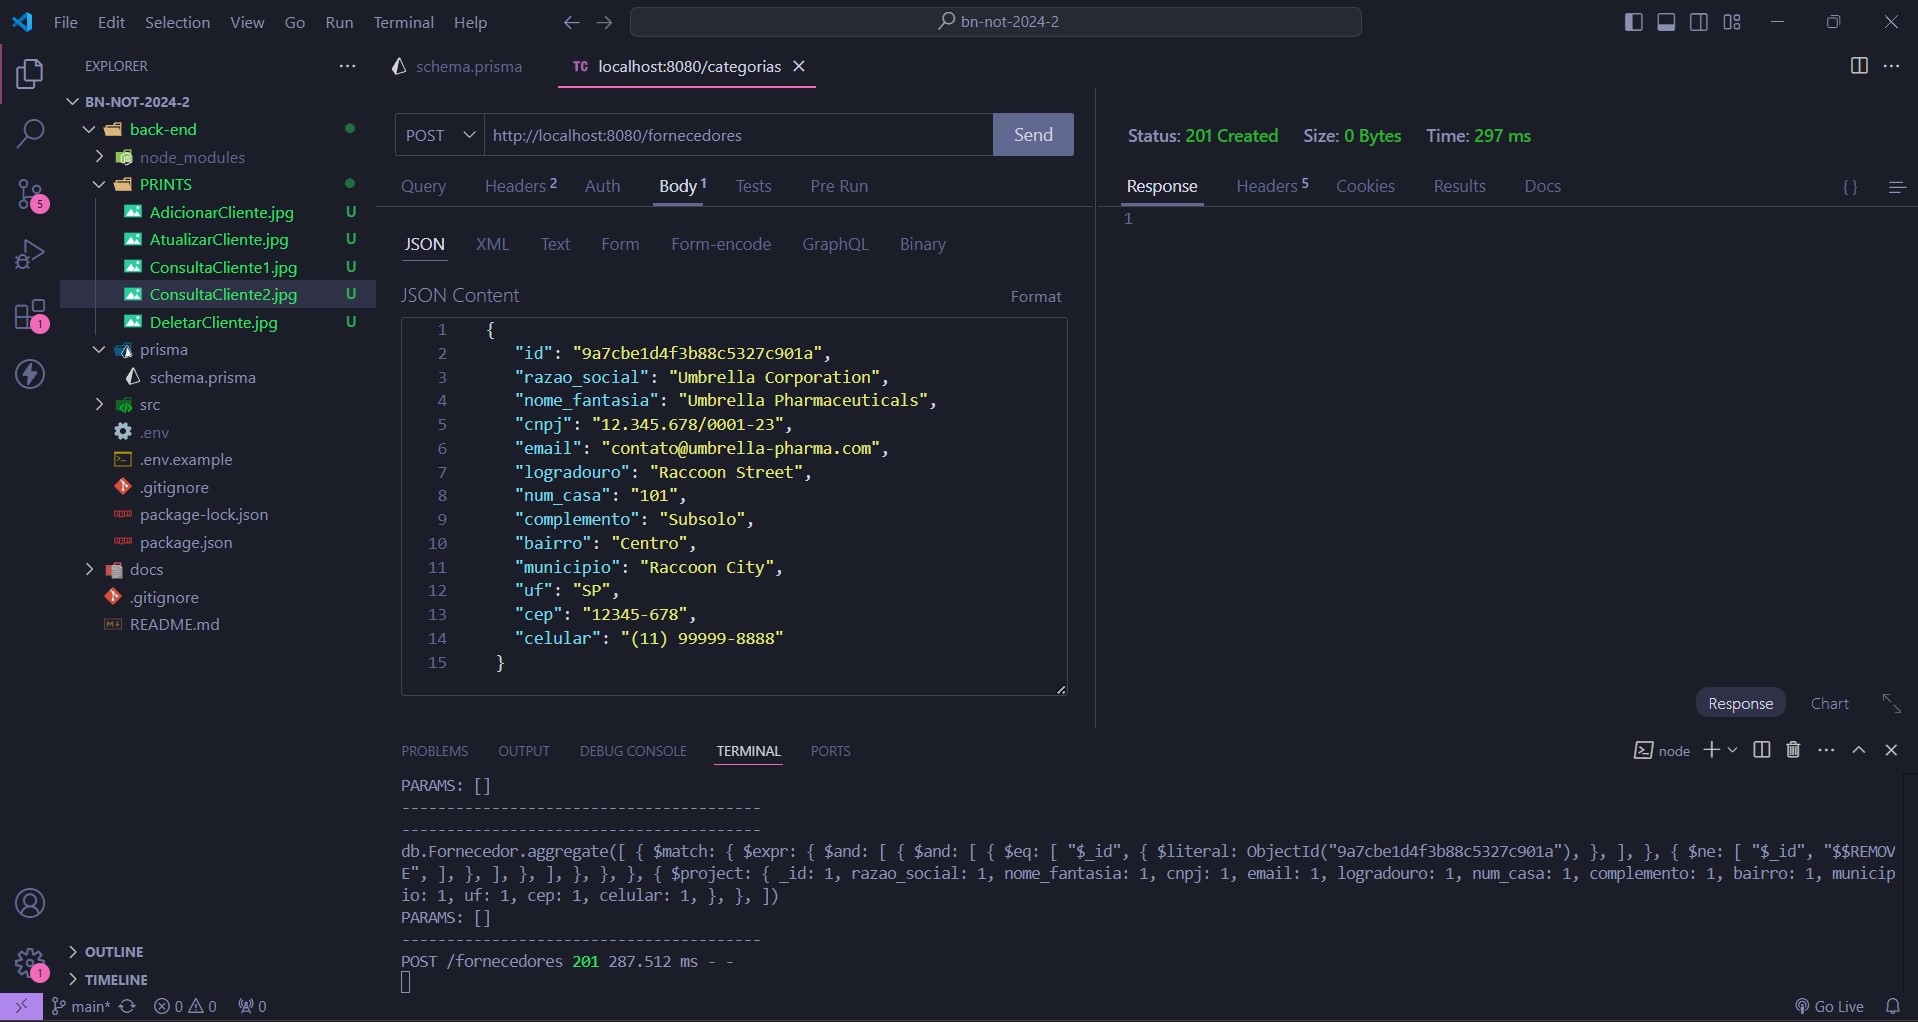 File Edit Selection View Go Run Terminal Help
bn-not-2024-2
EXPLORER
BN-NOT-2024-2
back-end
node_modules
PRINTS
AdicionarCliente.jpg U
AtualizarCliente.jpg U
ConsultaCliente1.jpg U
ConsultaCliente2.jpg U
DeletarCliente.jpg U
prisma
schema.prisma
src
.env
.env.example
.gitignore
package-lock.json
package.json
docs
.gitignore
README.md
OUTLINE
TIMELINE
5
1
1
schema.prisma
TC localhost:8080/categorias
POST http://localhost:8080/fornecedores Send
Query Headers 2 Auth Body 1 Tests Pre Run
JSON XML Text Form Form-encode GraphQL Binary
JSON Content Format
1 {
2 "id": "9a7cbe1d4f3b88c5327c901a",
3 "razao_social": "Umbrella Corporation",
4 "nome_fantasia": "Umbrella Pharmaceuticals",
5 "cnpj": "12.345.678/0001-23",
6 "email": "contato@umbrella-pharma.com",
7 "logradouro": "Raccoon Street",
8 "num_casa": "101",
9 "complemento": "Subsolo",
10 "bairro": "Centro",
11 "municipio": "Raccoon City",
12 "uf": "SP",
13 "cep": "12345-678",
14 "celular": "(11) 99999-8888"
15 }
Status: 201 Created Size: 0 Bytes Time: 297 ms
Response Headers 5 Cookies Results Docs { }
1
Response Chart
PROBLEMS OUTPUT DEBUG CONSOLE TERMINAL PORTS
node
PARAMS: []
----------------------------------------
----------------------------------------
db.Fornecedor.aggregate([ { $match: { $expr: { $and: [ { $and: [ { $eq: [ "$_id", { $literal: ObjectId("9a7cbe1d4f3b88c5327c901a"), }, ], }, { $ne: [ "$_id", "$$REMOV
E", ], }, ], }, ], }, }, }, { $project: { _id: 1, razao_social: 1, nome_fantasia: 1, cnpj: 1, email: 1, logradouro: 1, num_casa: 1, complemento: 1, bairro: 1, municip
io: 1, uf: 1, cep: 1, celular: 1, }, }, ])
PARAMS: []
----------------------------------------
POST /fornecedores 201 287.512 ms - -
main* 0 0 0 Go Live